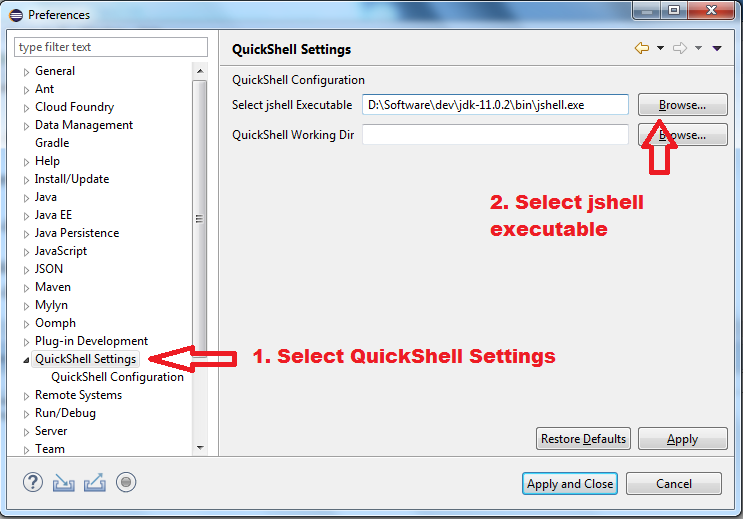 Preferences
type filter text
General
Ant
Cloud Foundry
Data Management
Gradle
Help
Install/Update
Java
Java EE
Java Persistence
JavaScript
JSON
Maven
Mylyn
Oomph
Plug-in Development
QuickShell Settings
QuickShell Configuration
Remote Systems
Run/Debug
Server
Team
QuickShell Settings
QuickShell Configuration
Select jshell Executable D:\Software\dev\jdk-11.0.2\bin\jshell.exe Browse...
QuickShell Working Dir Browse...
2. Select jshell
executable
1. Select QuickShell Settings
Restore Defaults Apply
Apply and Close Cancel